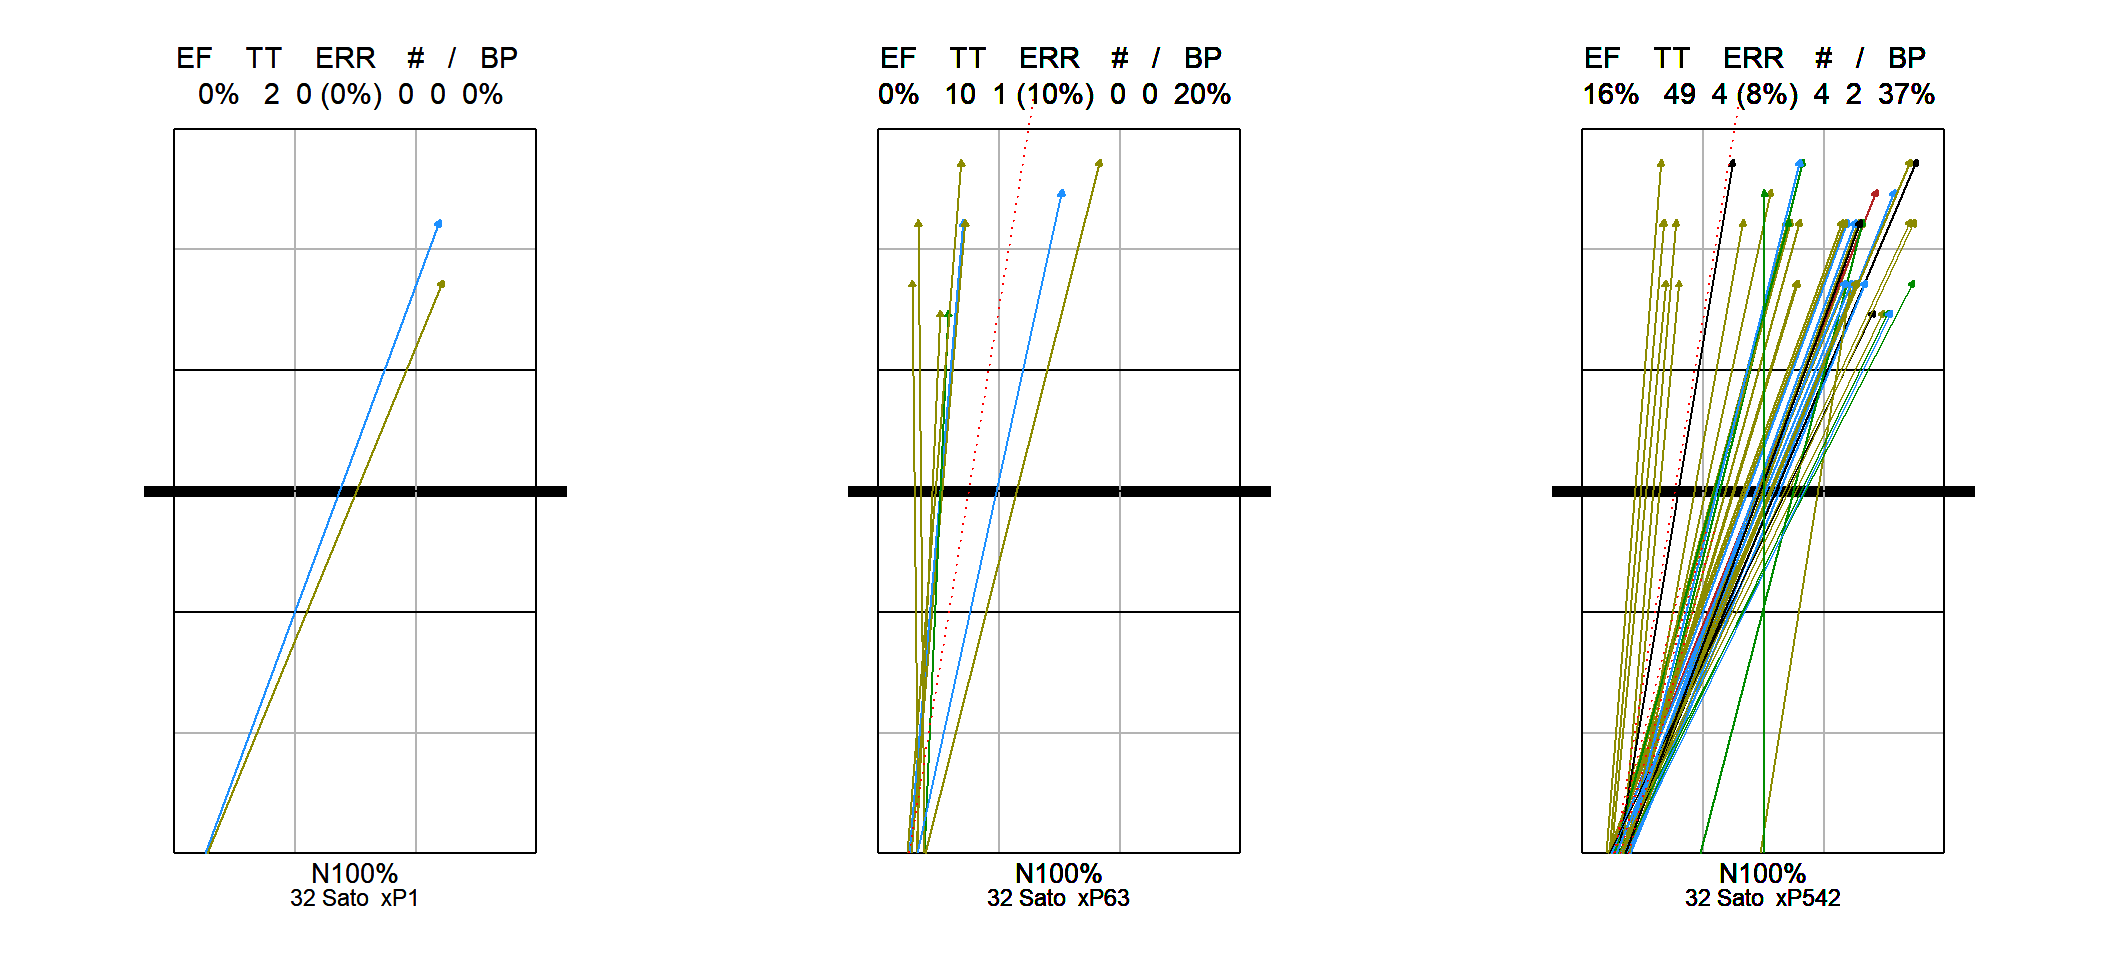 EF TT ERR # / BP
0% 2 0 (0%) 0 0 0%
N100%
32 Sato xP1
EF TT ERR # / BP
0% 10 1 (10%) 0 0 20%
N100%
32 Sato xP63
EF TT ERR # / BP
16% 49 4 (8%) 4 2 37%
N100%
32 Sato xP542